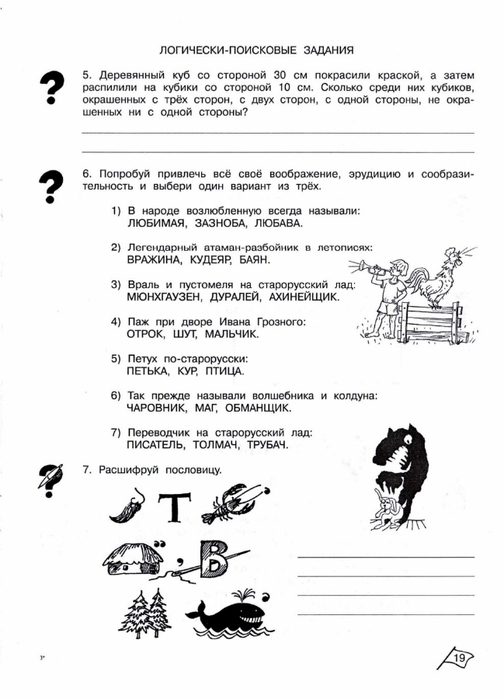 ЛОГИЧЕСКИ-ПОИСКОВЫЕ ЗАДАНИЯ
5. Деревянный куб со стороной 30 см покрасили краской, а затем
распилили на кубики со стороной 10 см. Сколько среди них кубиков,
окрашенных с трёх сторон, с двух сторон, с одной стороны, не окра-
шенных ни с одной стороны?
6. Попробуй привлечь всё своё воображение, эрудицию и сообрази-
тельность и выбери один вариант из трёх.
1) В народе возлюбленную всегда называли:
ЛЮБИМАЯ, ЗАЗНОБА, ЛЮБАВА.
2) Легендарный атаман-разбойник в летописях:
ВРАЖИНА, КУДЕЯР, БАЯН.
3) Враль и пустомеля на старорусский лад:
МЮНХГАУЗЕН, ДУРАЛЕЙ, АХИНЕЙЩИК.
4) Паж при дворе Ивана Грозного:
ОТРОК, ШУТ, МАЛЬЧИК.
5) Петух по-старорусски:
ПЕТЬКА, КУР, ПТИЦА.
6) Так прежде называли волшебника и колдуна:
ЧАРОВНИК, МАГ, ОБМАНЩИК.
7) Переводчик на старорусский лад:
ПИСАТЕЛЬ, ТОЛМАЧ, ТРУБАЧ.
7. Расшифруй пословицу.
Т
, В
19